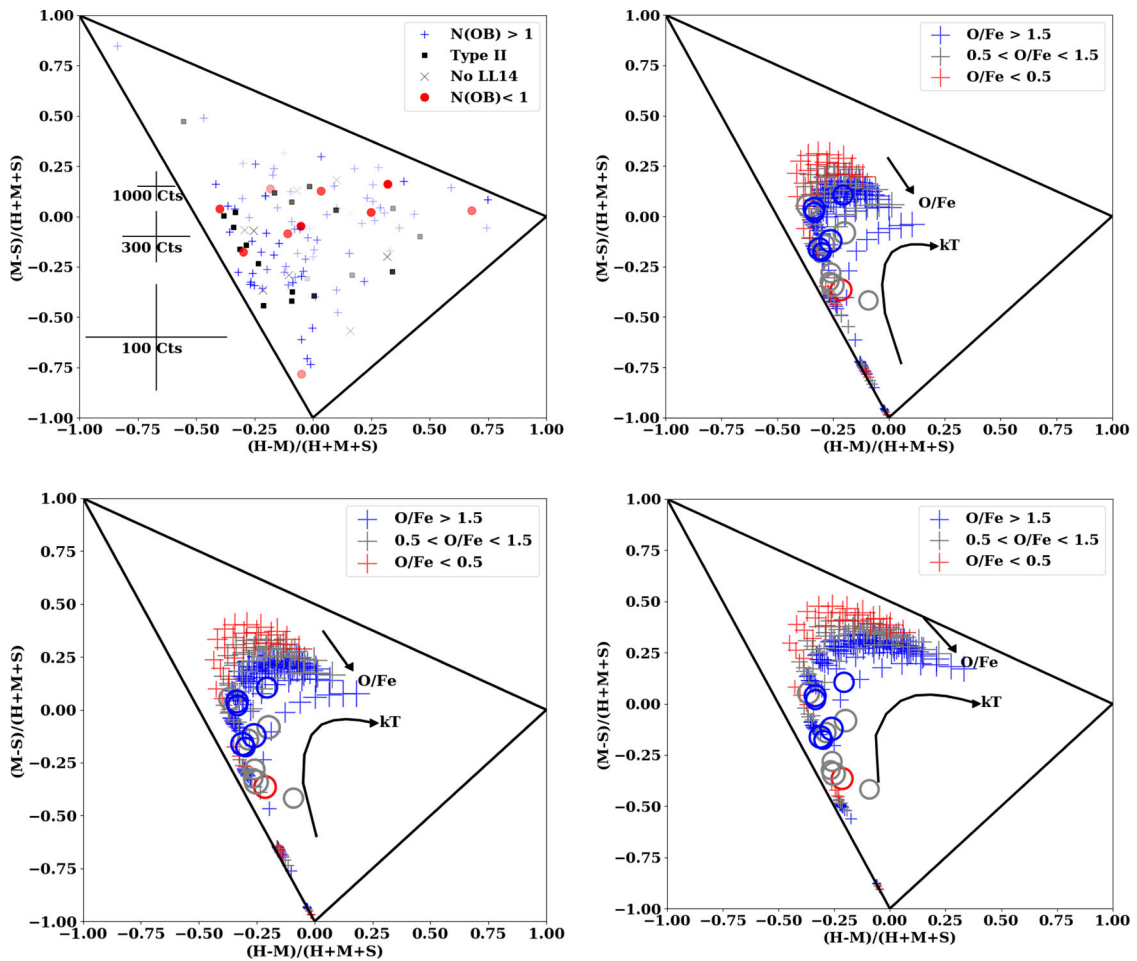 1.00
0.75
0.50
0.25
0.00
−0.25
−0.50
−0.75
−1.00
(M-S)/(H+M+S)
N(OB) > 1
Type II
No LL14
N(OB)< 1
1000 Cts
300 Cts
100 Cts
−1.00 −0.75 −0.50 −0.25 0.00 0.25 0.50 0.75 1.00
(H-M)/(H+M+S)
1.00
0.75
0.50
0.25
0.00
−0.25
−0.50
−0.75
−1.00
(M-S)/(H+M+S)
O/Fe > 1.5
0.5 < O/Fe < 1.5
O/Fe < 0.5
O/Fe
kT
−1.00 −0.75 −0.50 −0.25 0.00 0.25 0.50 0.75 1.00
(H-M)/(H+M+S)
1.00
0.75
0.50
0.25
0.00
−0.25
−0.50
−0.75
−1.00
(M-S)/(H+M+S)
O/Fe > 1.5
0.5 < O/Fe < 1.5
O/Fe < 0.5
O/Fe
kT
−1.00 −0.75 −0.50 −0.25 0.00 0.25 0.50 0.75 1.00
(H-M)/(H+M+S)
1.00
0.75
0.50
0.25
0.00
−0.25
−0.50
−0.75
−1.00
(M-S)/(H+M+S)
O/Fe > 1.5
0.5 < O/Fe < 1.5
O/Fe < 0.5
O/Fe
kT
−1.00 −0.75 −0.50 −0.25 0.00 0.25 0.50 0.75 1.00
(H-M)/(H+M+S)